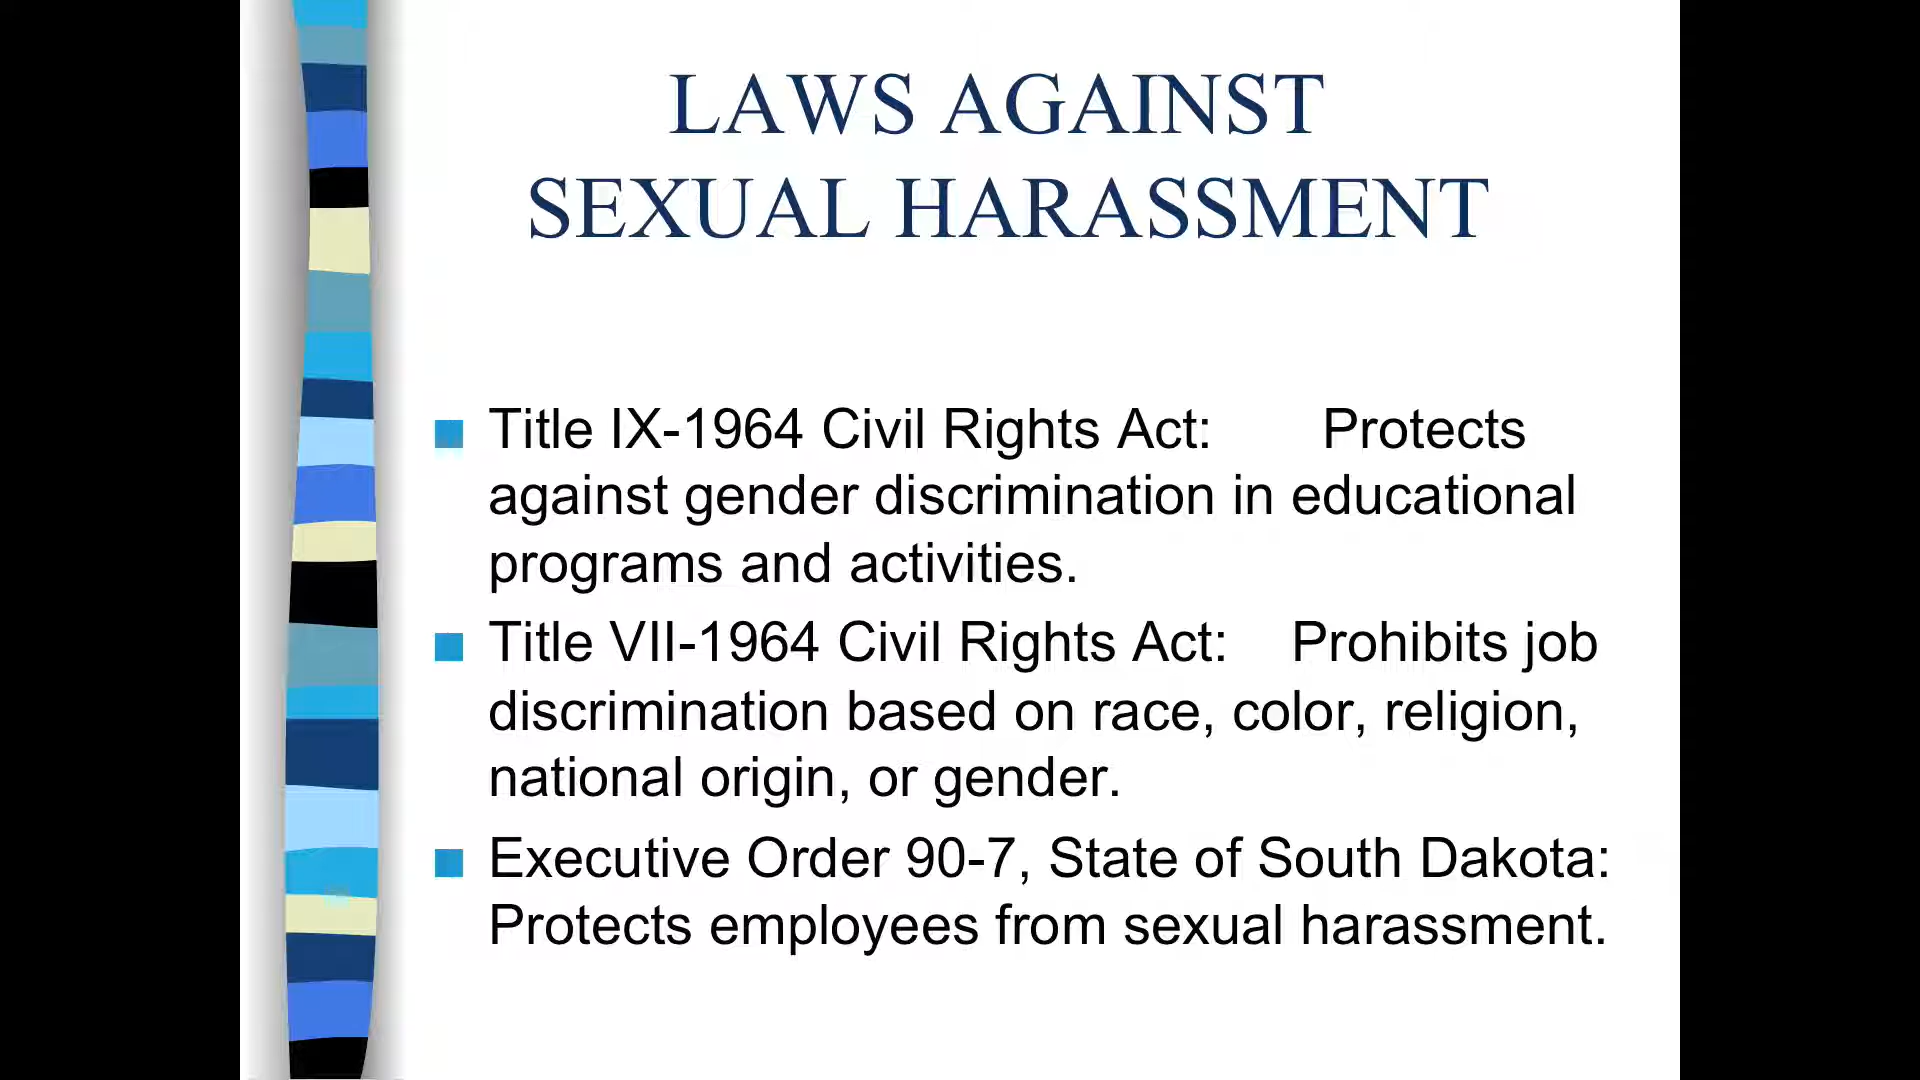 LAWS AGAINST
SEXUAL HARASSMENT
Title IX-1964 Civil Rights Act: Protects
against gender discrimination in educational
programs and activities.
Title VII-1964 Civil Rights Act: Prohibits job
discrimination based on race, color, religion,
national origin, or gender.
Executive Order 90-7, State of South Dakota:
Protects employees from sexual harassment.